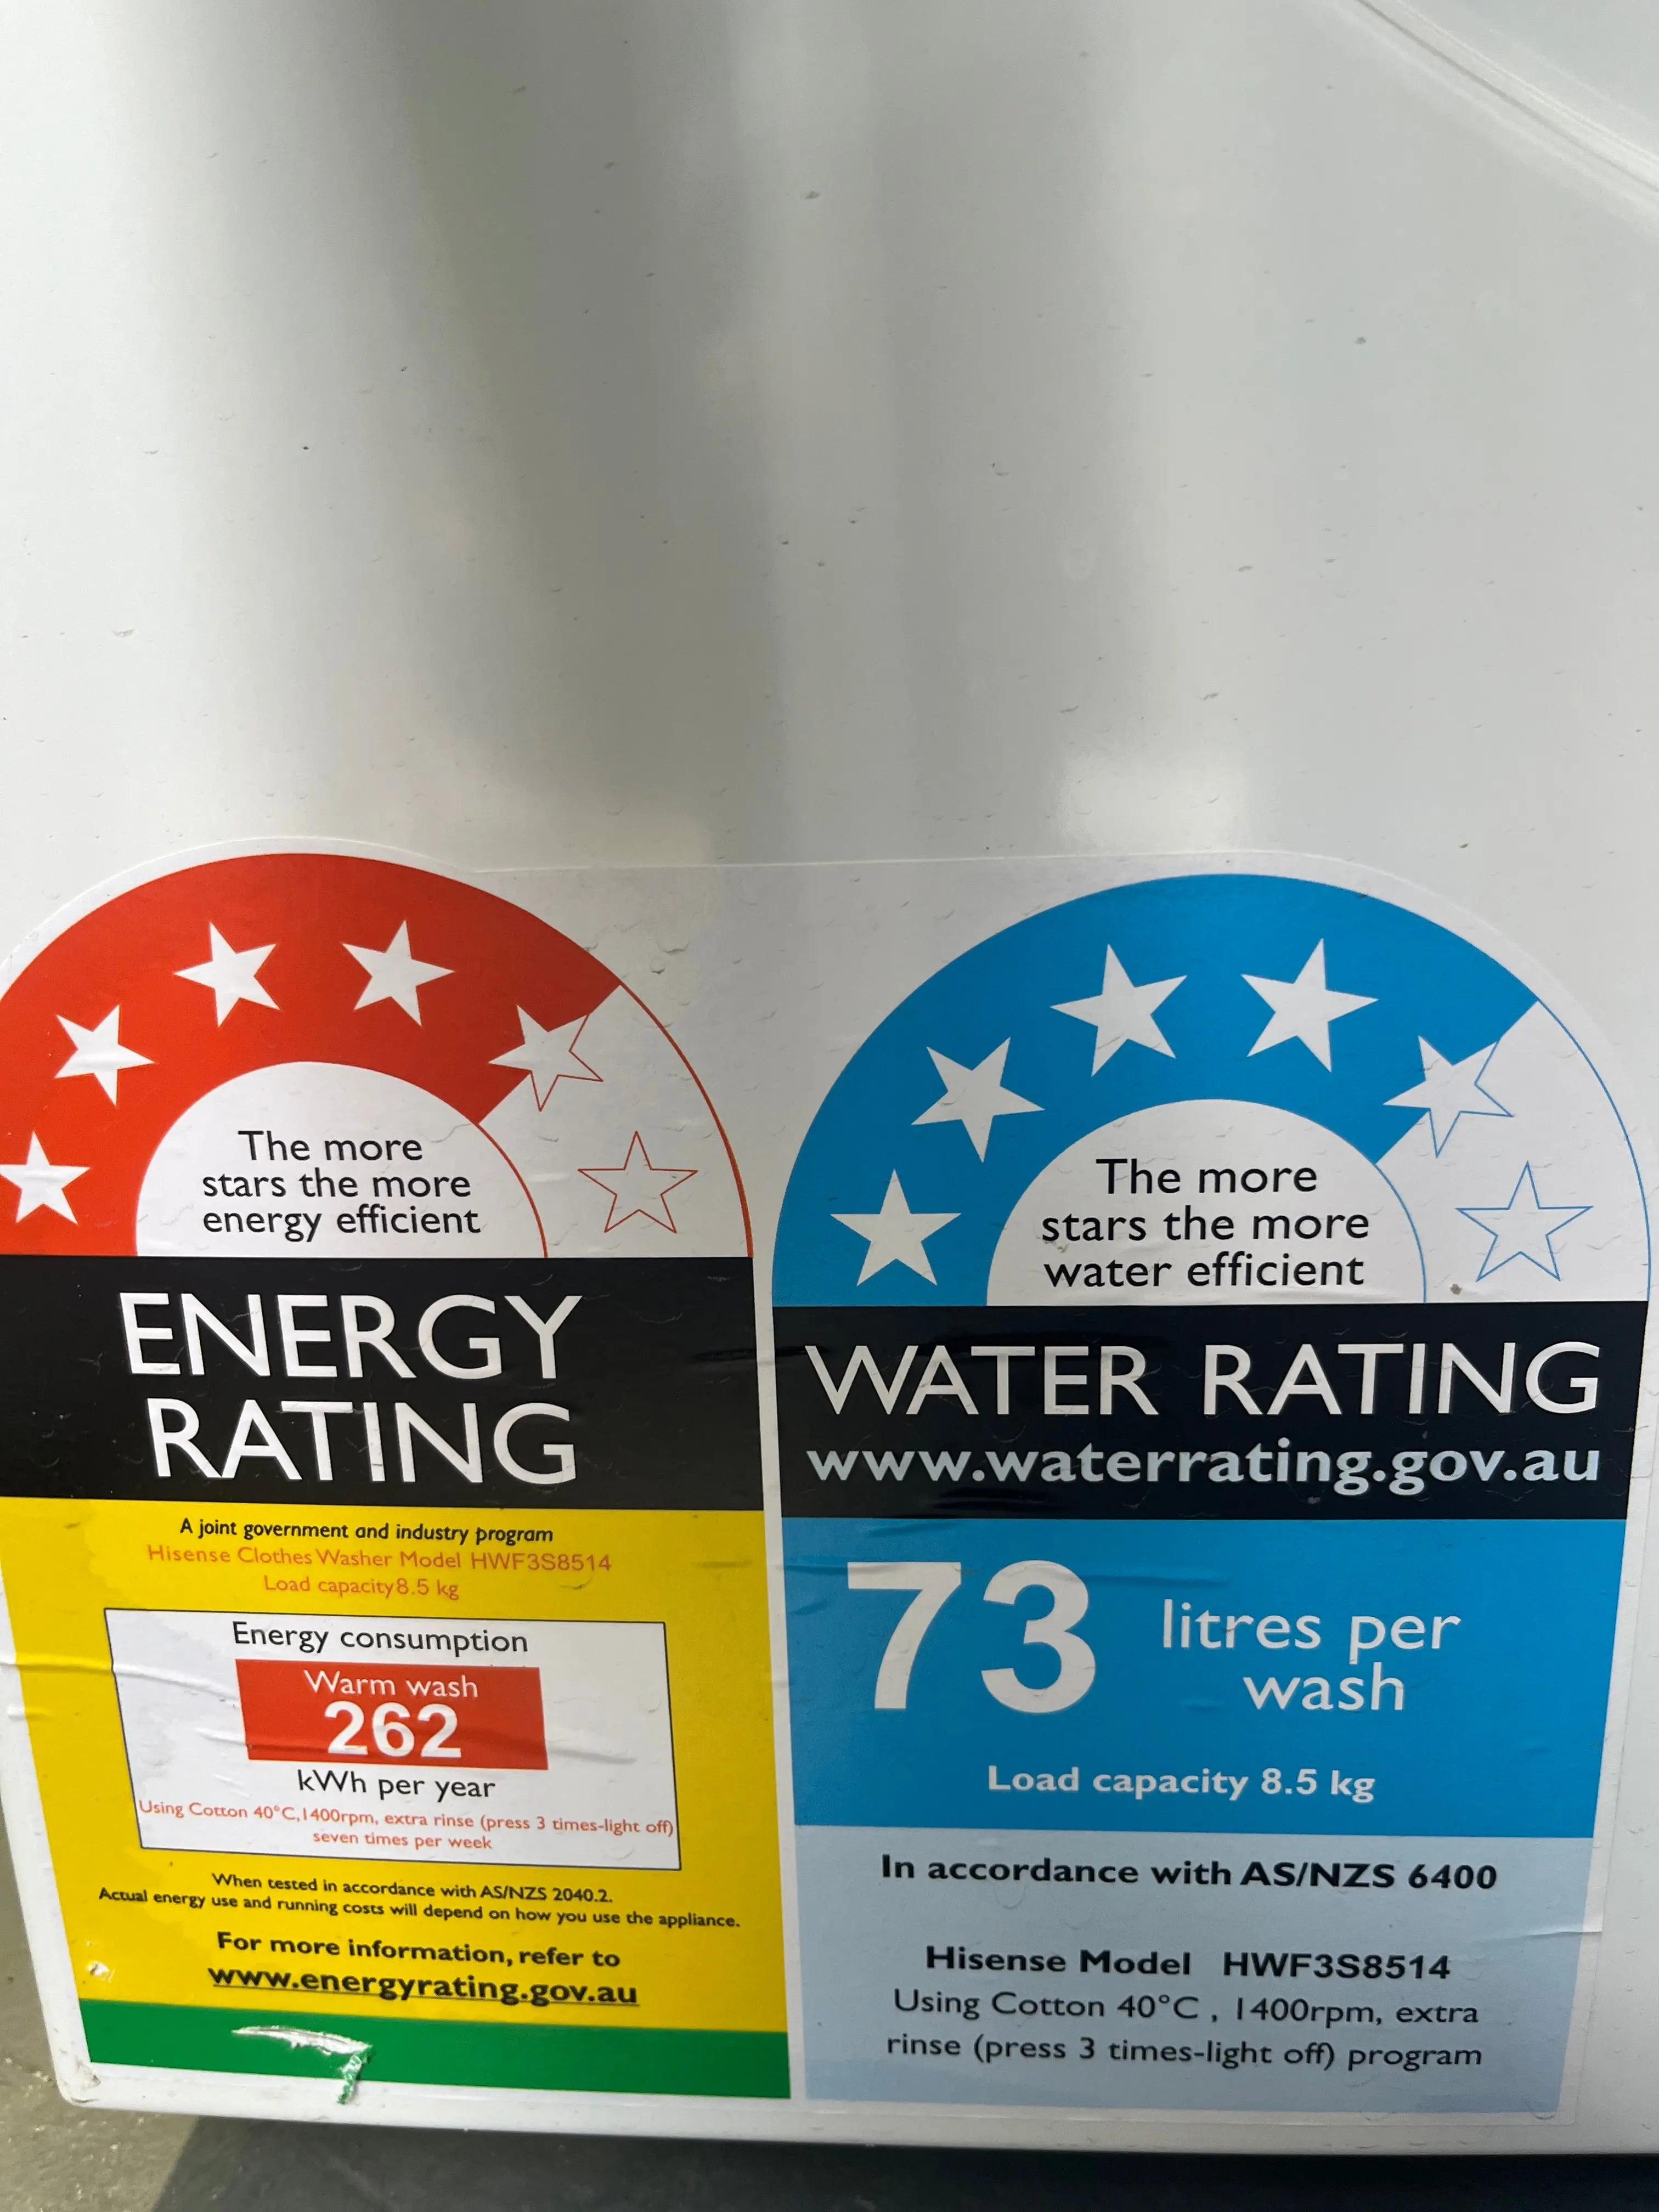 The more
stars the more
energy efficient
ENERGY
RATING
A joint government and industry program
Hisense Clothes Washer Model HWF3S8514
Load capacity8.5 kg
Energy consumption
Warm wash
262
kWh per year
Using Cotton 40°C,1400rpm, extra rinse (press 3 times-light off)
seven times per week
When tested in accordance with AS/NZS 2040.2.
Actual energy use and running costs will depend on how you use the appliance.
For more information, refer to
www.energyrating.gov.au
The more
stars the more
water efficient
WATER RATING
www.waterrating.gov.au
73 litres per
wash
Load capacity 8.5 kg
In accordance with AS/NZS 6400
Hisense Model HWF3S8514
Using Cotton 40°C , 1400rpm, extra
rinse (press 3 times-light off) program